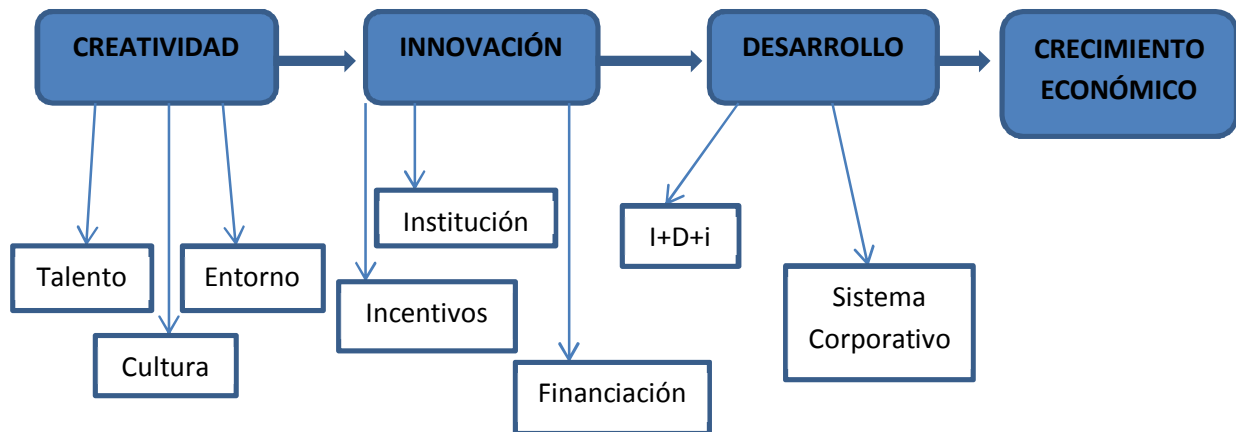 CREATIVIDAD
INNOVACIÓN
DESARROLLO
CRECIMIENTO
ECONÓMICO
Talento
Cultura
Entorno
Incentivos
Institución
Financiación
I+D+i
Sistema
Corporativo